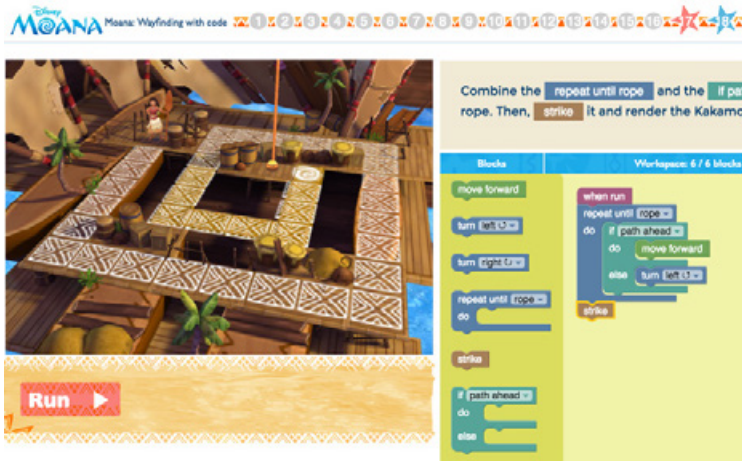 Disney
MOANA Moana: Wayfinding with code 1 2 3 4 5 6 7 8 9 10 11 12 13 14 15 16 17 18
Combine the repeat until rope and the if pat
rope. Then, strike it and render the Kakamo
Blocks
Workspace: 6 / 6 blocks
move forward
turn left ↺
turn right ↻
repeat until rope
do
strike
if path ahead
do
else
when run
repeat until rope
do if path ahead
do move forward
else turn left ↺
strike
Run